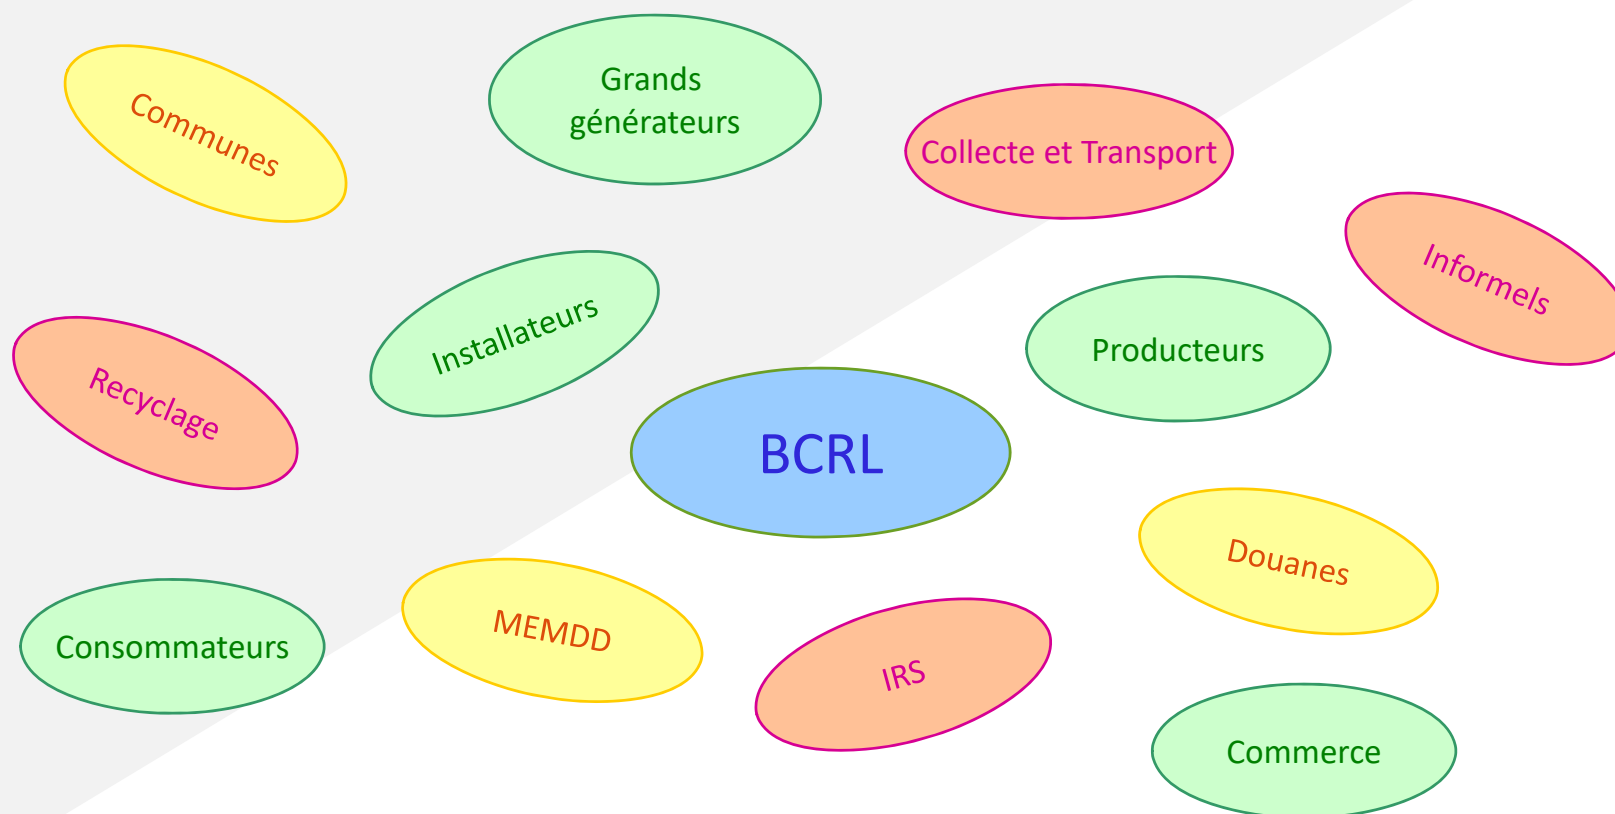 Communes
Grands
générateurs
Collecte et Transport
Informels
Installateurs
Producteurs
Recyclage
BCRL
Douanes
MEMDD
Consommateurs
IRS
Commerce